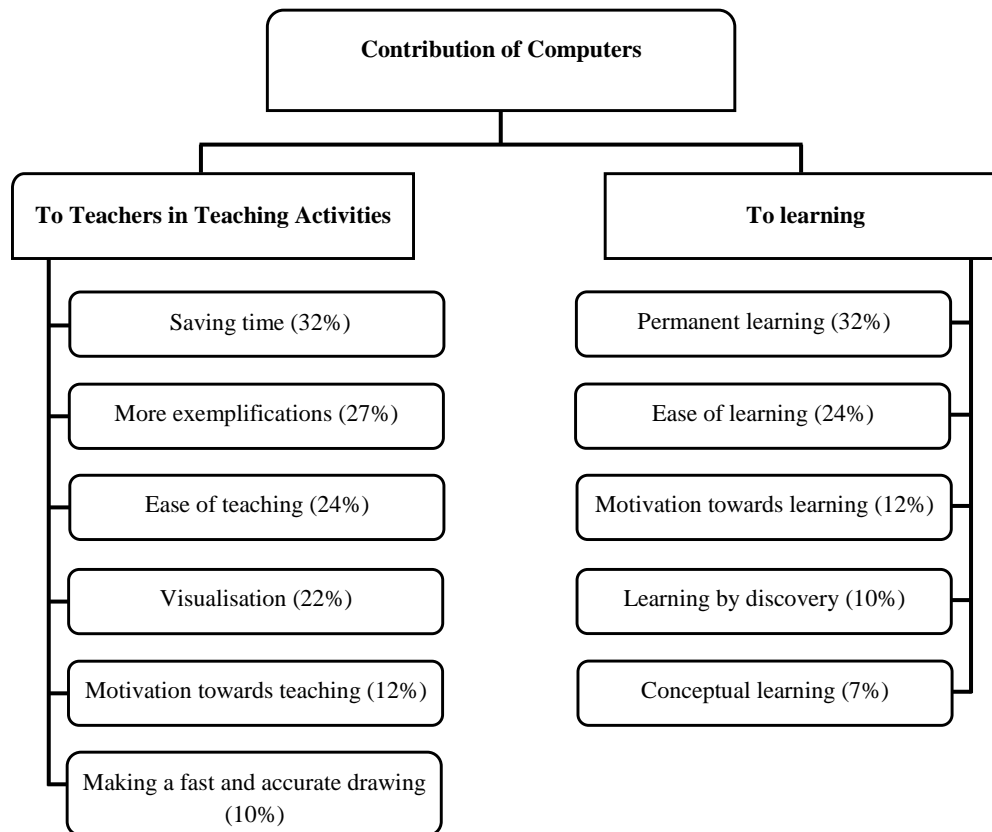 Contribution of Computers
To Teachers in Teaching Activities
Saving time (32%)
More exemplifications (27%)
Ease of teaching (24%)
Visualisation (22%)
Motivation towards teaching (12%)
Making a fast and accurate drawing
(10%)
To learning
Permanent learning (32%)
Ease of learning (24%)
Motivation towards learning (12%)
Learning by discovery (10%)
Conceptual learning (7%)